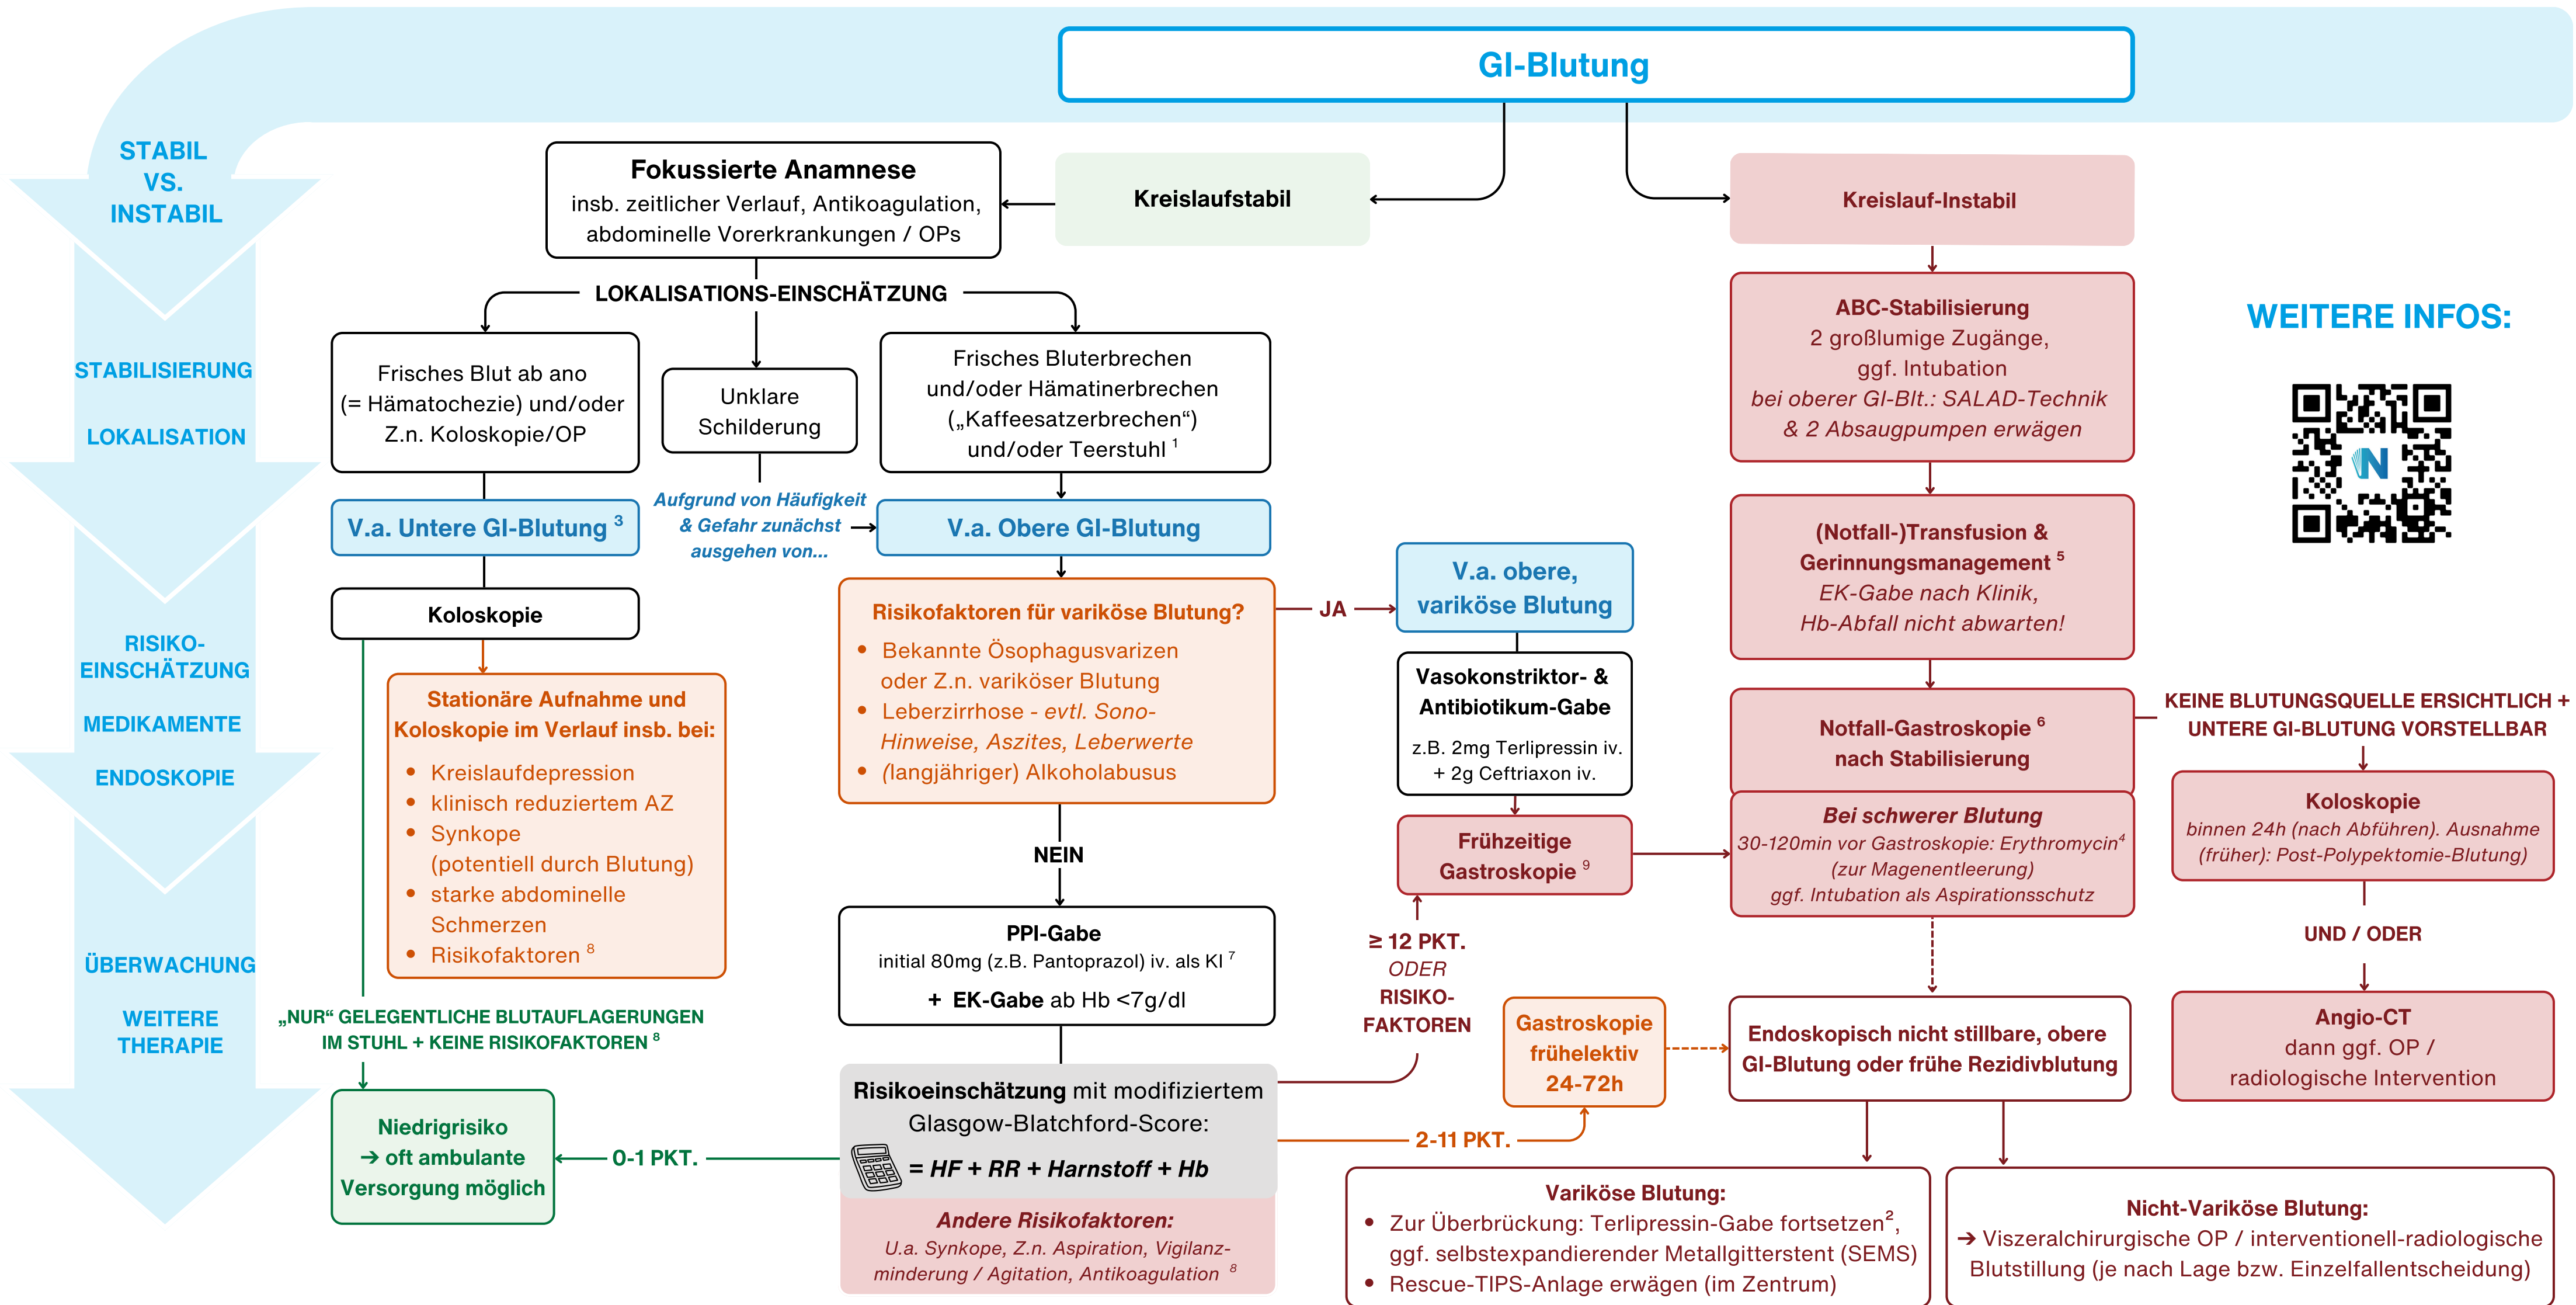 GI-Blutung
STABIL
VS.
INSTABIL
STABILISIERUNG
LOKALISATION
RISIKO-
EINSCHÄTZUNG
MEDIKAMENTE
ENDOSKOPIE
ÜBERWACHUNG
WEITERE
THERAPIE
Fokussierte Anamnese
insb. zeitlicher Verlauf, Antikoagulation,
abdominelle Vorerkrankungen / OPs
Kreislaufstabil
Kreislauf-Instabil
LOKALISATIONS-EINSCHÄTZUNG
Frisches Blut ab ano
(= Hämatochezie) und/oder
Z.n. Koloskopie/OP
Unklare
Schilderung
Frisches Bluterbrechen
und/oder Hämatinerbrechen
(„Kaffeesatzerbrechen“)
und/oder Teerstuhl ¹
V.a. Untere GI-Blutung ³
Aufgrund von Häufigkeit
& Gefahr zunächst
ausgehen von...
V.a. Obere GI-Blutung
Koloskopie
Stationäre Aufnahme und
Koloskopie im Verlauf insb. bei:
• Kreislaufdepression
• klinisch reduziertem AZ
• Synkope
(potentiell durch Blutung)
• starke abdominelle
Schmerzen
• Risikofaktoren ⁸
„NUR“ GELEGENTLICHE BLUTAUFLAGERUNGEN
IM STUHL + KEINE RISIKOFAKTOREN ⁸
Niedrigrisiko
➔ oft ambulante
Versorgung möglich
0-1 PKT.
Risikofaktoren für variköse Blutung?
• Bekannte Ösophagusvarizen
oder Z.n. variköser Blutung
• Leberzirrhose - evtl. Sono-
Hinweise, Aszites, Leberwerte
• (langjähriger) Alkoholabusus
JA
NEIN
PPI-Gabe
initial 80mg (z.B. Pantoprazol) iv. als KI ⁷
+ EK-Gabe ab Hb <7g/dl
Risikoeinschätzung mit modifiziertem
Glasgow-Blatchford-Score:
= HF + RR + Harnstoff + Hb
Andere Risikofaktoren:
U.a. Synkope, Z.n. Aspiration, Vigilanz-
minderung / Agitation, Antikoagulation ⁸
V.a. obere,
variköse Blutung
Vasokonstriktor- &
Antibiotikum-Gabe
z.B. 2mg Terlipressin iv.
+ 2g Ceftriaxon iv.
Frühzeitige
Gastroskopie ⁹
≥ 12 PKT.
ODER
RISIKO-
FAKTOREN
2-11 PKT.
Gastroskopie
frühelektiv
24-72h
ABC-Stabilisierung
2 großlumige Zugänge,
ggf. Intubation
bei oberer GI-Blt.: SALAD-Technik
& 2 Absaugpumpen erwägen
(Notfall-)Transfusion &
Gerinnungsmanagement ⁵
EK-Gabe nach Klinik,
Hb-Abfall nicht abwarten!
Notfall-Gastroskopie ⁶
nach Stabilisierung
Bei schwerer Blutung
30-120min vor Gastroskopie: Erythromycin⁴
(zur Magenentleerung)
ggf. Intubation als Aspirationsschutz
Endoskopisch nicht stillbare, obere
GI-Blutung oder frühe Rezidivblutung
Variköse Blutung:
• Zur Überbrückung: Terlipressin-Gabe fortsetzen²,
ggf. selbstexpandierender Metallgitterstent (SEMS)
• Rescue-TIPS-Anlage erwägen (im Zentrum)
Nicht-Variköse Blutung:
➔ Viszeralchirurgische OP / interventionell-radiologische
Blutstillung (je nach Lage bzw. Einzelfallentscheidung)
WEITERE INFOS:
N
KEINE BLUTUNGSQUELLE ERSICHTLICH +
UNTERE GI-BLUTUNG VORSTELLBAR
Koloskopie
binnen 24h (nach Abführen). Ausnahme
(früher): Post-Polypektomie-Blutung)
UND / ODER
Angio-CT
dann ggf. OP /
radiologische Intervention